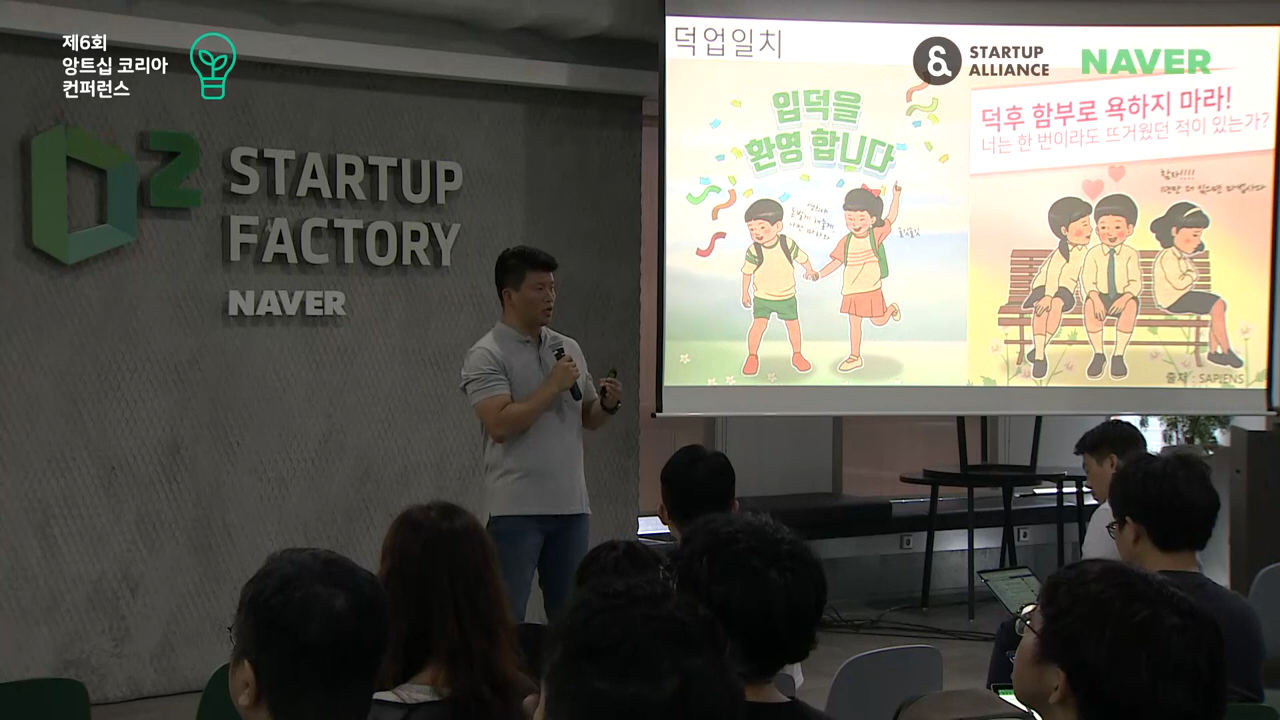 제6회
앙트십 코리아
컨퍼런스
D2
STARTUP
FACTORY
NAVER
덕업일치
&
STARTUP
ALLIANCE
NAVER
입덕을
환영 합니다
덕후 함부로 욕하지 마라!
너는 한 번이라도 뜨거웠던 적이 있는가?
출처 : SAPIENS